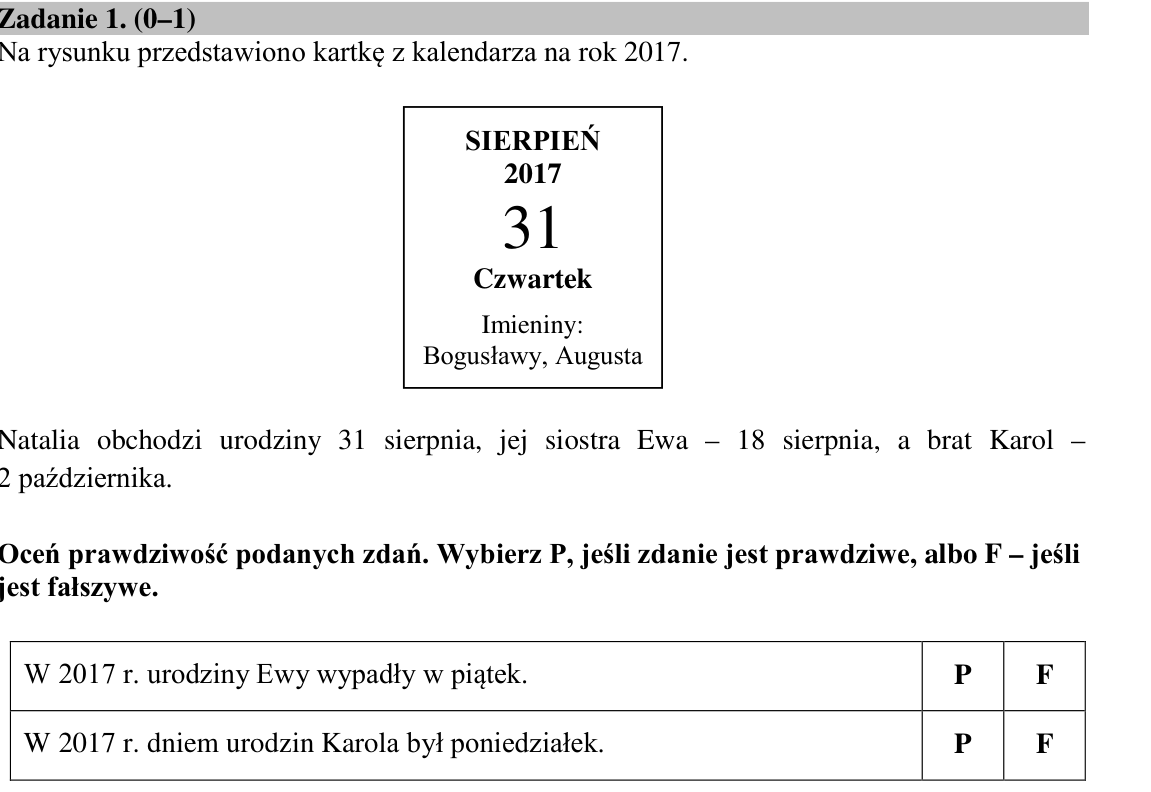 Zadanie 1. (0–1)
Na rysunku przedstawiono kartkę z kalendarza na rok 2017.
SIERPIEŃ
2017
31
Czwartek
Imieniny:
Bogusławy, Augusta
Natalia obchodzi urodziny 31 sierpnia, jej siostra Ewa – 18 sierpnia, a brat Karol –
2 października.
Oceń prawdziwość podanych zdań. Wybierz P, jeśli zdanie jest prawdziwe, albo F – jeśli
jest fałszywe.
W 2017 r. urodziny Ewy wypadły w piątek. P F
W 2017 r. dniem urodzin Karola był poniedziałek. P F